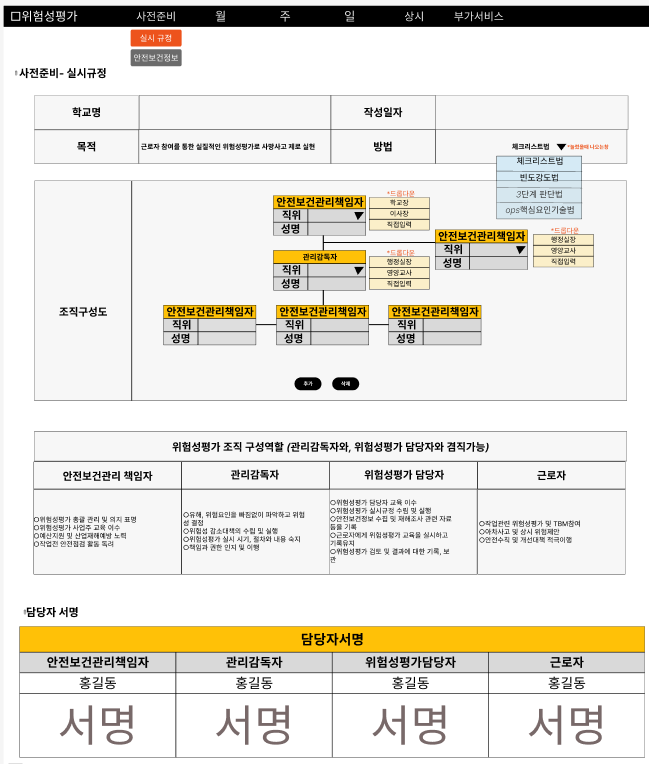 □위험성평가 사전준비 월 주 일 상시 부가서비스
실시 규정
안전보건정보
사전준비- 실시규정
학교명 작성일자
목적 근로자 참여를 통한 실질적인 위험성평가로 사망사고 제로 실현 방법 체크리스트법 ▼ *눌렀을때 나오는창
체크리스트법
빈도강도법
3단계 판단법
ops핵심요인기술법
조직구성도
안전보건관리책임자
직위 ▼
성명
*드롭다운
학교장
이사장
직접입력
안전보건관리책임자
직위 ▼
성명
*드롭다운
행정실장
영양교사
직접입력
관리감독자
직위 ▼
성명
*드롭다운
행정실장
영양교사
직접입력
안전보건관리책임자 안전보건관리책임자 안전보건관리책임자
직위 직위 직위
성명 성명 성명
추가 삭제
위험성평가 조직 구성역할 (관리감독자와, 위험성평가 담당자와 겸직가능)
안전보건관리 책임자 관리감독자 위험성평가 담당자 근로자
○위험성평가 총괄 관리 및 의지 표명
○위험성평가 사업주 교육 이수
○예산지원 및 산업재해예방 노력
○작업전 안전점검 활동 독려
○유해, 위험요인을 빠짐없이 파악하고 위험
성 결정
○위험성 감소대책의 수립 및 실행
○위험성평가 실시 시기, 절차와 내용 숙지
○책임과 권한 인지 및 이행
○위험성평가 담당자 교육 이수
○위험성평가 실시규정 수립 및 실행
○안전보건정보 수집 및 재해조사 관련 자료
등을 기록
○근로자에게 위험성평가 교육을 실시하고
기록유지
○위험성평가 검토 및 결과에 대한 기록, 보
관
○작업관련 위험성평가 및 TBM참여
○아차사고 및 상시 위험제안
○안전수칙 및 개선대책 적극이행
담당자 서명
담당자서명
안전보건관리책임자 관리감독자 위험성평가담당자 근로자
홍길동 홍길동 홍길동 홍길동
서명 서명 서명 서명